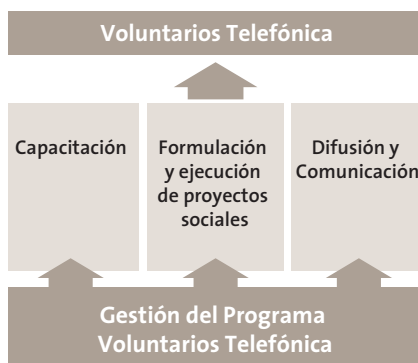 Voluntarios Telefónica
Capacitación
Formulación
y ejecución
de proyectos
sociales
Difusión y
Comunicación
Gestión del Programa
Voluntarios Telefónica